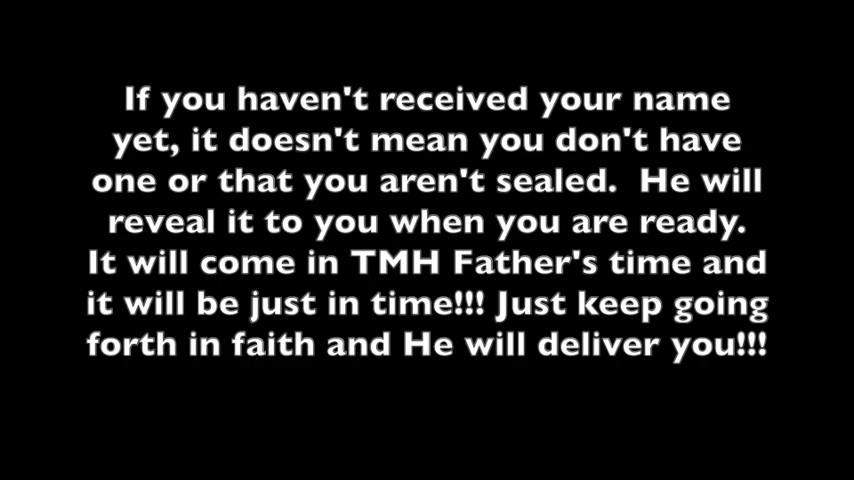 If you haven't received your name
yet, it doesn't mean you don't have
one or that you aren't sealed.  He will
reveal it to you when you are ready.
It will come in TMH Father's time and
it will be just in time!!! Just keep going
forth in faith and He will deliver you!!!